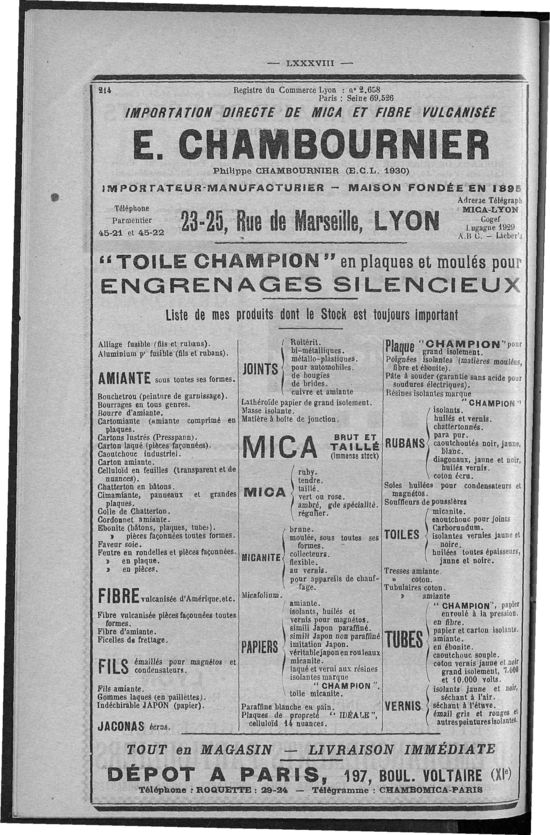 — LXXXVIII —
214
Registre du Commerce Lyon : nº 2,658
Paris : Seine 69,526
IMPORTATION DIRECTE DE MICA ET FIBRE VULCANISÉE
E. CHAMBOURNIER
Philippe CHAMBOURNIER (E.C.L. 1930)
IMPORTATEUR-MANUFACTURIER — MAISON FONDÉE EN 1895
Téléphone
Parmentier
45-21 et 45-22
23-25, Rue de Marseille, LYON
Adresse Télégraph
MICA-LYON
Cogef
Lugagne 1929
A.B C. — Lieber's
"TOILE CHAMPION" en plaques et moulés pour
ENGRENAGES SILENCIEUX
Liste de mes produits dont le Stock est toujours important
Alliage fusible (fils et rubans).
Aluminium pr fusible (fils et rubans).
AMIANTE sous toutes ses formes.
Bouchetrou (peinture de garnissage).
Bourrages en tous genres.
Bourre d'amiante.
Cartomiante (amiante comprimé en
plaques.
Cartons lustrés (Presspann).
Carton laqué (pièces façonnées).
Caoutchouc industriel.
Carton amiante.
Celluloïd en feuilles (transparent et de
nuances).
Chatterton en bâtons.
Cimamiante, panneaux et grandes
plaques.
Colle de Chatterton.
Cordonnet amiante.
Ebonite (bâtons, plaques, tubes).
» pièces façonnées toutes formes.
Faveur soie.
Feutre en rondelles et pièces façonnées.
» en plaque.
» en pièces.
FIBRE vulcanisée d'Amérique, etc.
Fibre vulcanisée pièces façonnées toutes
formes.
Fibre d'amiante.
Ficelles de frettage.
FILS émaillés pour magnétos et
condensateurs.
Fils amiante.
Gommes laques (en paillettes).
Indéchirable JAPON (papier).
JACONAS écrus.
JOINTS
Roitérit.
bi-métalliques.
métallo-plastiques.
pour automobiles.
de bougies
de brides.
cuivre et amiante
Lathéroïde papier de grand isolement.
Masse isolante.
Matière à boîte de jonction.
MICA BRUT ET
TAILLÉ
(Immense stock)
MICA
ruby.
tendre.
taillé.
vert ou rose.
ambré, gde spécialité.
régulier.
MICANITE
brune.
moulée, sous toutes ses
formes.
collecteurs.
flexible.
au vernis.
pour appareils de chauf-
fage.
Micafolium.
PAPIERS
amiante.
isolants, huilés et
vernis pour magnétos.
simili Japon paraffiné.
simili Japon non paraffiné
imitation Japon.
véritable japon en rouleaux
micanite.
laqué et verni aux résines
isolantes marque
"CHAMPION".
toile micanite.
Paraffine blanche en pain.
Plaques de propreté "IDÉALE",
celluloïd 14 nuances.
Plaque "CHAMPION" pour
grand isolement.
Poignées isolantes (matières moulées,
fibre et ébonite).
Pâte à souder (garantie sans acide pour
soudures électriques).
Résines isolantes marque
"CHAMPION"
RUBANS
isolants.
huilés et vernis.
chattertonnés.
para pur.
caoutchoutés noir, jaune,
blanc.
diagonaux, jaune et noir,
huilés vernis.
coton écru.
Soies huilées pour condensateurs et
magnétos.
Souffleurs de poussières
TOILES
micanite.
caoutchouc pour joints
Carborundum.
isolantes vernies jaune et
noire.
huilées toutes épaisseurs,
jaune et noire.
Tresses amiante.
» coton.
Tubulaires coton.
» amiante
TUBES
"CHAMPION", papier
enroulé à la pression.
en fibre.
papier et carton isolants.
amiante.
en ébonite.
caoutchouc souple.
coton vernis jaune et noir
grand isolement, 7.000
et 10.000 volts.
VERNIS
isolants jaune et noir,
séchant à l'air.
séchant à l'étuve.
émail gris et rouges et
autres peintures isolantes.
TOUT en MAGASIN — LIVRAISON IMMÉDIATE
DÉPOT A PARIS, 197, BOUL. VOLTAIRE (XIe)
Téléphone : ROQUETTE : 29-24 — Télégramme : CHAMBOMICA-PARIS